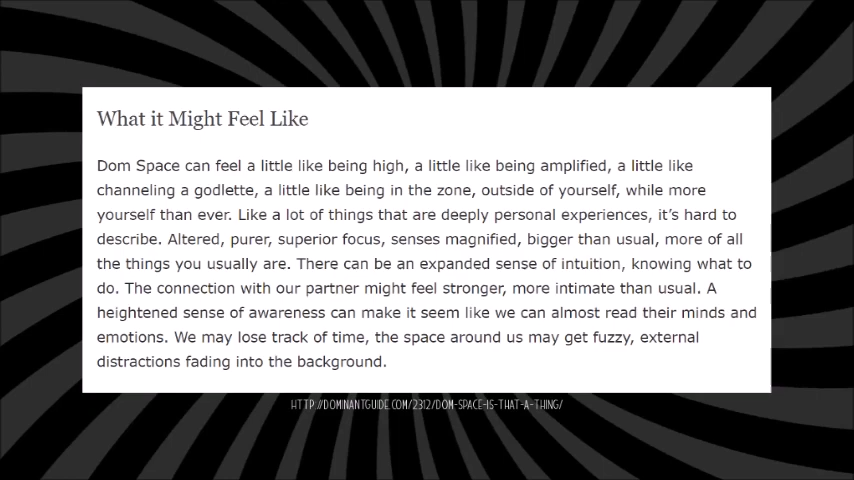 What it Might Feel Like
Dom Space can feel a little like being high, a little like being amplified, a little like
channeling a godlette, a little like being in the zone, outside of yourself, while more
yourself than ever. Like a lot of things that are deeply personal experiences, it's hard to
describe. Altered, purer, superior focus, senses magnified, bigger than usual, more of all
the things you usually are. There can be an expanded sense of intuition, knowing what to
do. The connection with our partner might feel stronger, more intimate than usual. A
heightened sense of awareness can make it seem like we can almost read their minds and
emotions. We may lose track of time, the space around us may get fuzzy, external
distractions fading into the background.
HTTP://DOMINANTGUIDE.COM/2312/DOM-SPACE-IS-THAT-A-THING/